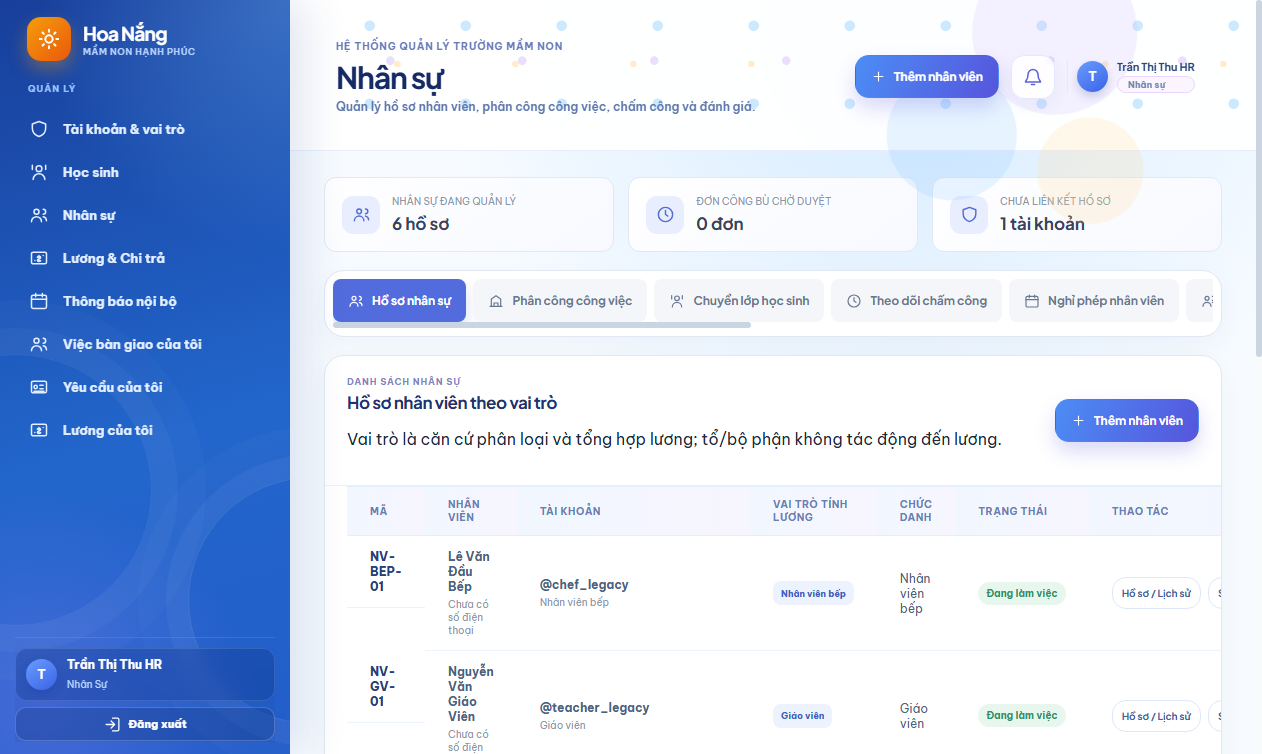 Hoa Nắng
MẦM NON HẠNH PHÚC
QUẢN LÝ
Tài khoản & vai trò
Học sinh
Nhân sự
Lương & Chi trả
Thông báo nội bộ
Việc bàn giao của tôi
Yêu cầu của tôi
Lương của tôi
T
Trần Thị Thu HR
Nhân Sự
Đăng xuất
HỆ THỐNG QUẢN LÝ TRƯỜNG MẦM NON
Nhân sự
Quản lý hồ sơ nhân viên, phân công công việc, chấm công và đánh giá.
Thêm nhân viên
T
Trần Thị Thu HR
Nhân sự
NHÂN SỰ ĐANG QUẢN LÝ
6 hồ sơ
ĐƠN CÔNG BÙ CHỜ DUYỆT
0 đơn
CHƯA LIÊN KẾT HỒ SƠ
1 tài khoản
Hồ sơ nhân sự
Phân công công việc
Chuyển lớp học sinh
Theo dõi chấm công
Nghỉ phép nhân viên
DANH SÁCH NHÂN SỰ
Hồ sơ nhân viên theo vai trò
Vai trò là căn cứ phân loại và tổng hợp lương; tổ/bộ phận không tác động đến lương.
Thêm nhân viên
MÃ
NHÂN
VIÊN
TÀI KHOẢN
VAI TRÒ TÍNH
LƯƠNG
CHỨC
DANH
TRẠNG THÁI
THAO TÁC
NV-
BEP-
01
Lê Văn
Đầu
Bếp
Chưa có
số điện
thoại
@chef_legacy
Nhân viên bếp
Nhân viên bếp
Nhân
viên
bếp
Đang làm việc
Hồ sơ / Lịch sử
NV-
GV-
01
Nguyễn
Văn
Giáo
Viên
Chưa có
số điện
@teacher_legacy
Giáo viên
Giáo viên
Giáo
viên
Đang làm việc
Hồ sơ / Lịch sử